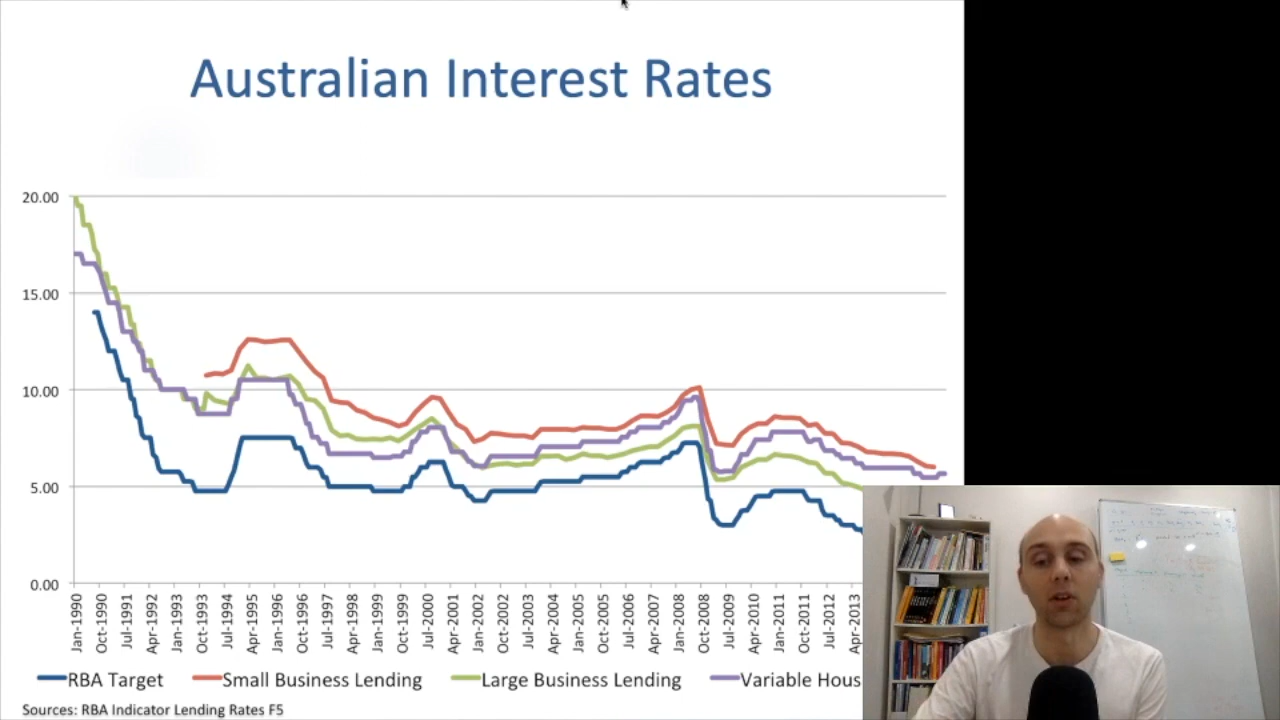 Australian Interest Rates
20.00
15.00
10.00
5.00
0.00
Jan-1990
Oct-1990
Jul-1991
Apr-1992
Jan-1993
Oct-1993
Jul-1994
Apr-1995
Jan-1996
Oct-1996
Jul-1997
Apr-1998
Jan-1999
Oct-1999
Jul-2000
Apr-2001
Jan-2002
Oct-2002
Jul-2003
Apr-2004
Jan-2005
Oct-2005
Jul-2006
Apr-2007
Jan-2008
Oct-2008
Jul-2009
Apr-2010
Jan-2011
Oct-2011
Jul-2012
Apr-2013
RBA Target Small Business Lending Large Business Lending Variable Hous
Sources: RBA Indicator Lending Rates F5